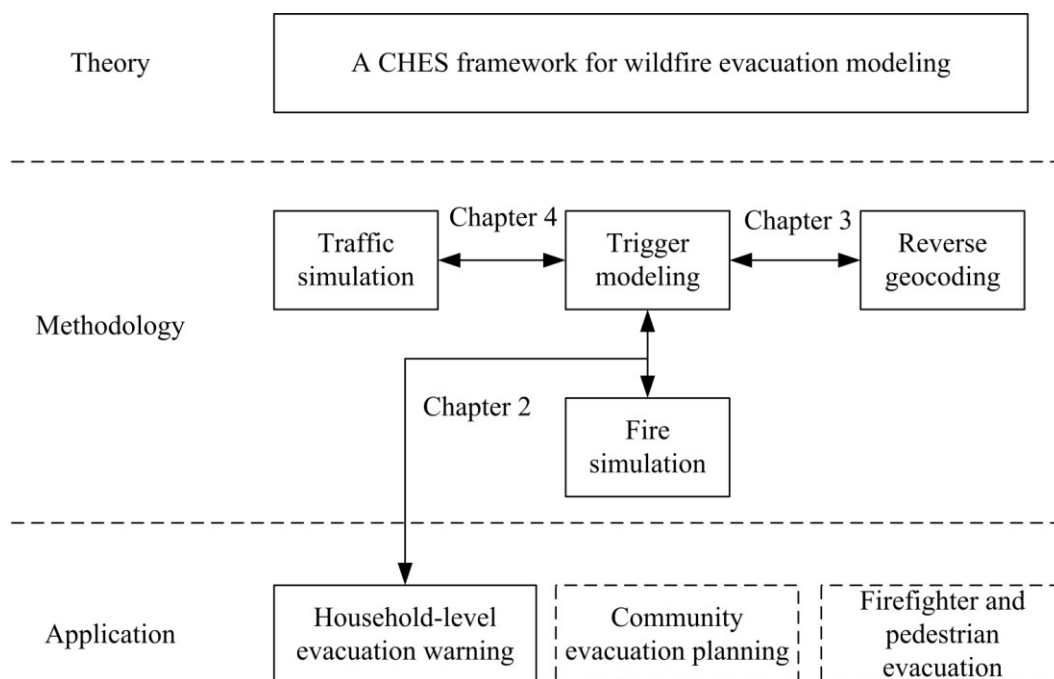 Theory
A CHES framework for wildfire evacuation modeling
Chapter 4
Chapter 3
Traffic
simulation
Trigger
modeling
Reverse
geocoding
Methodology
Chapter 2
Fire
simulation
Application
Household-level
evacuation warning
Community
evacuation planning
Firefighter and
pedestrian
evacuation